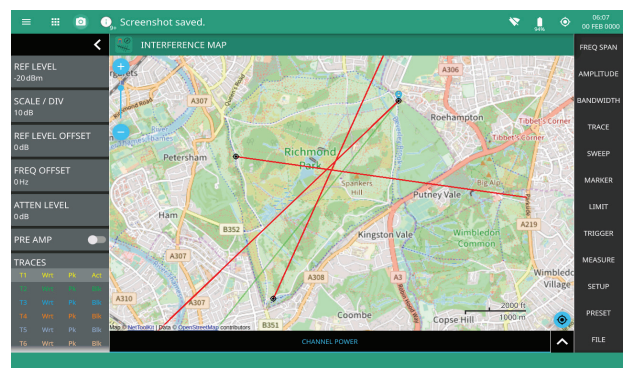 Screenshot saved.
94%
06:07
00 FEB 0000
INTERFERENCE MAP
FREQ SPAN
REF LEVEL
-20 dBm
AMPLITUDE
SCALE / DIV
10 dB
BANDWIDTH
REF LEVEL OFFSET
0 dB
TRACE
FREQ OFFSET
0 Hz
SWEEP
ATTEN LEVEL
0 dB
MARKER
PRE AMP
LIMIT
TRACES
T1 Wrt Pk Act
T2 Wrt Pk Blk
T3 Wrt Pk Blk
T4 Wrt Pk Blk
T5 Wrt Pk Blk
T6 Wrt Pk Blk
TRIGGER
MEASURE
SETUP
PRESET
FILE
A306
A307
Roehampton
Tibbet's Corner
Tibbet's Corner
Petersham
Richmond
Park
Spankers
Hill
Putney Vale
Big Alp
Parkside
Ham
B352
Kingston Vale
Wimbledon
Common
A219
A307
A308
A3
Wimbled
Village
A310
A307
Coombe
Copse Hill
2000 ft
1000 m
B351
Map © NetToolKit | Data © OpenStreetMap contributors
CHANNEL POWER